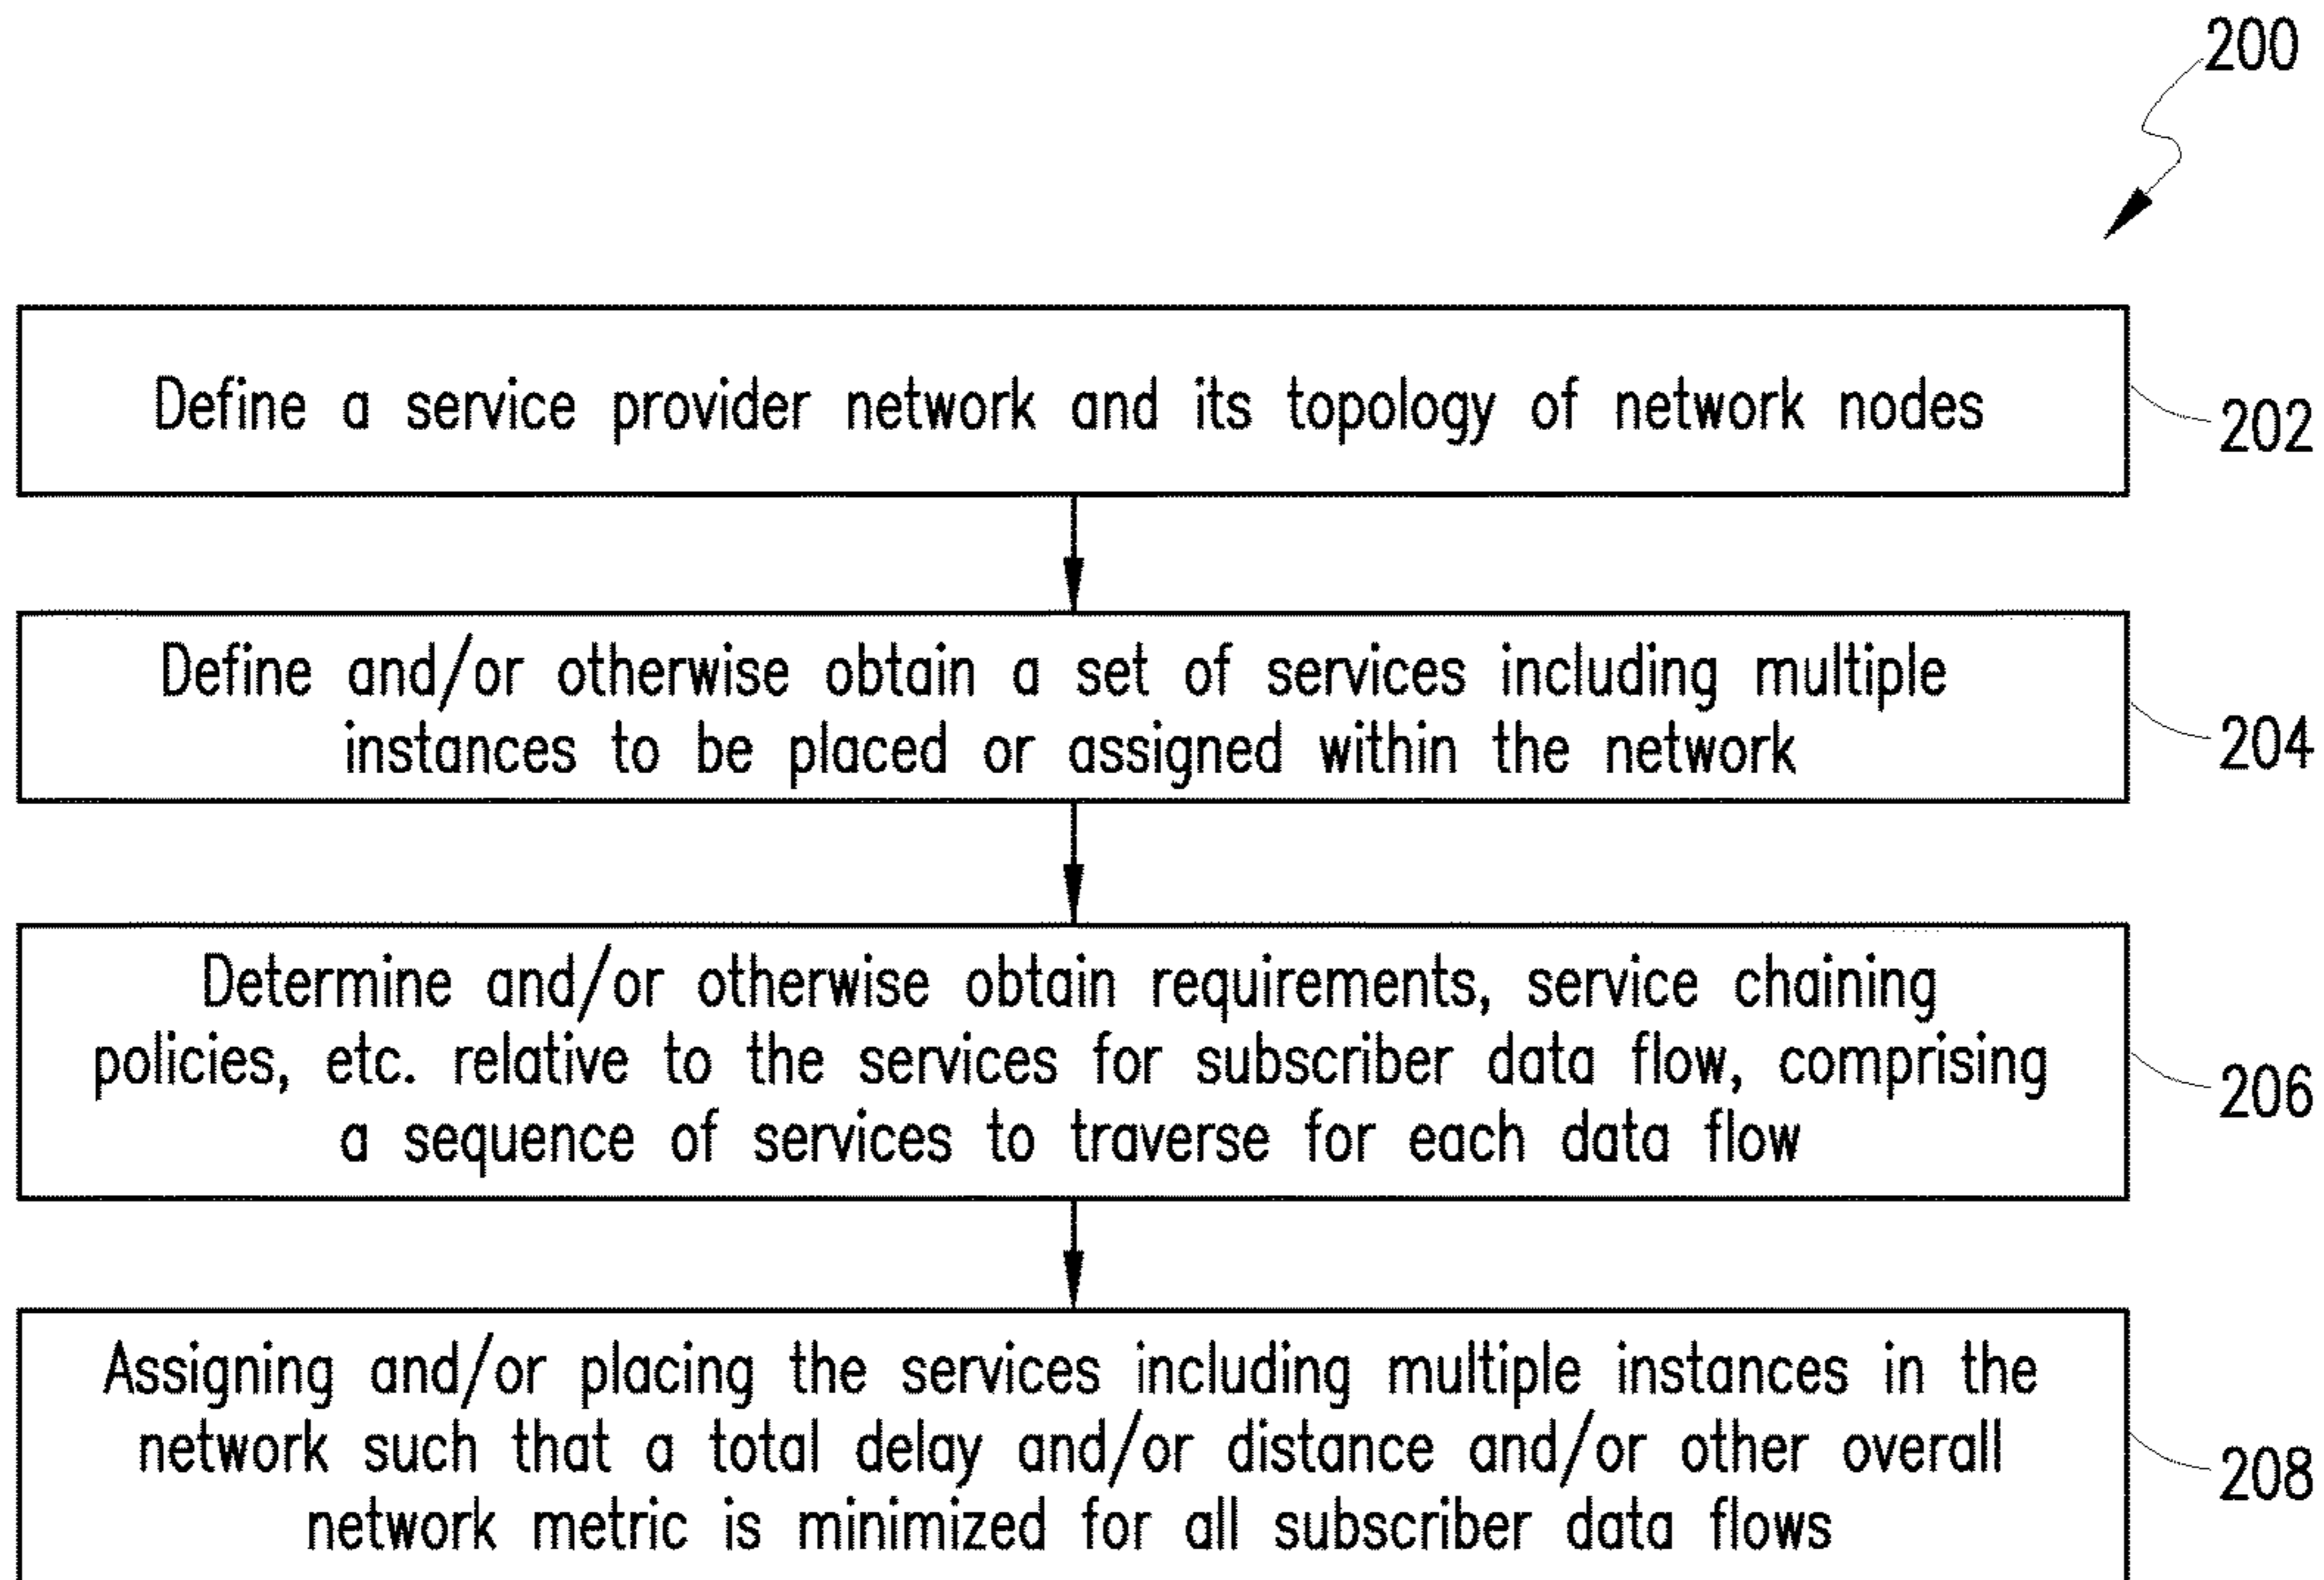 200
Define a service provider network and its topology of network nodes
202
Define and/or otherwise obtain a set of services including multiple
instances to be placed or assigned within the network
204
Determine and/or otherwise obtain requirements, service chaining
policies, etc. relative to the services for subscriber data flow, comprising
a sequence of services to traverse for each data flow
206
Assigning and/or placing the services including multiple instances in the
network such that a total delay and/or distance and/or other overall
network metric is minimized for all subscriber data flows
208